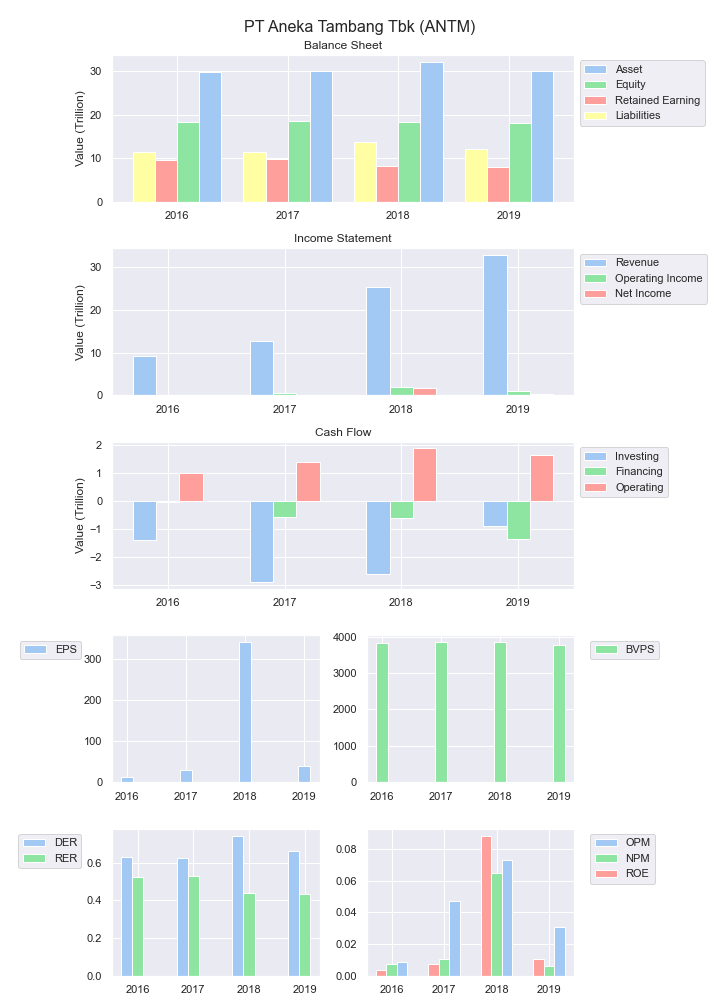 PT Aneka Tambang Tbk (ANTM)
Balance Sheet
Value (Trillion)
30
20
10
0
2016 2017 2018 2019
Asset
Equity
Retained Earning
Liabilities
Income Statement
Value (Trillion)
30
20
10
0
2016 2017 2018 2019
Revenue
Operating Income
Net Income
Cash Flow
Value (Trillion)
2
1
0
−1
−2
−3
2016 2017 2018 2019
Investing
Financing
Operating
EPS
300
200
100
0
2016 2017 2018 2019
4000
3000
2000
1000
0
2016 2017 2018 2019
BVPS
DER
RER
0.6
0.4
0.2
0.0
2016 2017 2018 2019
0.08
0.06
0.04
0.02
0.00
2016 2017 2018 2019
OPM
NPM
ROE